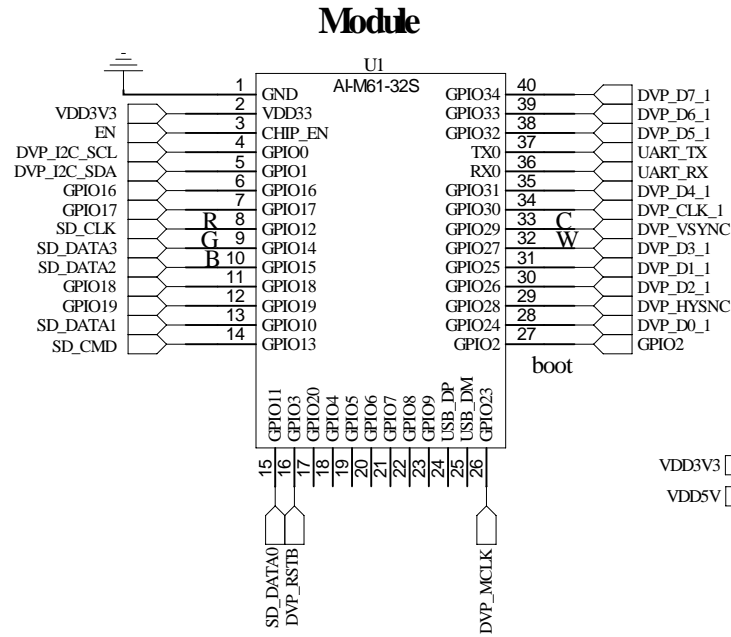 Module
U1
AI-M61-32S
1 GND
VDD3V3 2 VDD33
EN 3 CHIP_EN
DVP_I2C_SCL 4 GPIO0
DVP_I2C_SDA 5 GPIO1
GPIO16 6 GPIO16
GPIO17 7 GPIO17
SD_CLK R 8 GPIO12
SD_DATA3 G 9 GPIO14
SD_DATA2 B 10 GPIO15
GPIO18 11 GPIO18
GPIO19 12 GPIO19
SD_DATA1 13 GPIO10
SD_CMD 14 GPIO13
GPIO34 40 DVP_D7_1
GPIO33 39 DVP_D6_1
GPIO32 38 DVP_D5_1
TX0 37 UART_TX
RX0 36 UART_RX
GPIO31 35 DVP_D4_1
GPIO30 34 DVP_CLK_1
GPIO29 33 C DVP_VSYNC
GPIO27 32 W DVP_D3_1
GPIO25 31 DVP_D1_1
GPIO26 30 DVP_D2_1
GPIO28 29 DVP_HYSNC
GPIO24 28 DVP_D0_1
GPIO2 27 GPIO2
boot
GPIO11 15 SD_DATA0
GPIO3 16 DVP_RSTB
GPIO20 17
GPIO4 18
GPIO5 19
GPIO6 20
GPIO7 21
GPIO8 22
GPIO9 23
USB_DP 24
USB_DM 25
GPIO23 26 DVP_MCLK
VDD3V3
VDD5V